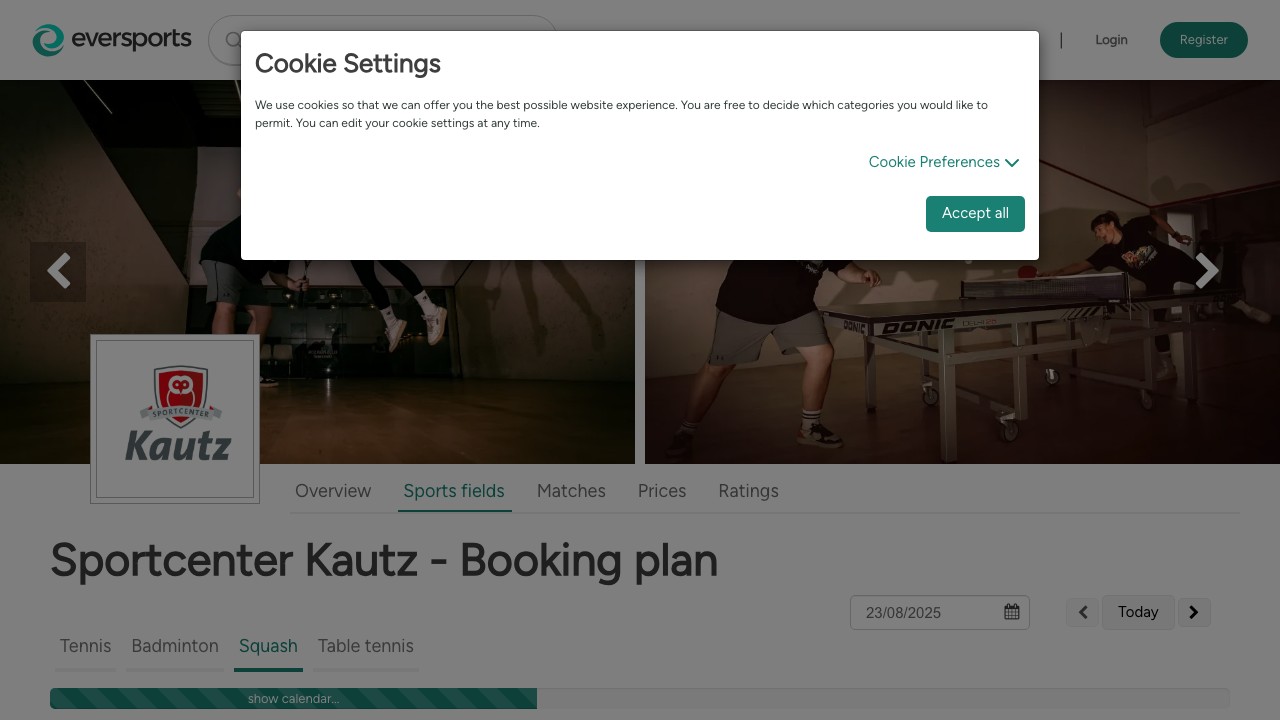 eversports
|
Login
Register
Cookie Settings
We use cookies so that we can offer you the best possible website experience. You are free to decide which categories you would like to
permit. You can edit your cookie settings at any time.
Cookie Preferences
Accept all
DONIC
DONIC
SPORTCENTER
Kautz
Overview
Sports fields
Matches
Prices
Ratings
Sportcenter Kautz - Booking plan
23/08/2025
Today
Tennis
Badminton
Squash
Table tennis
show calendar...